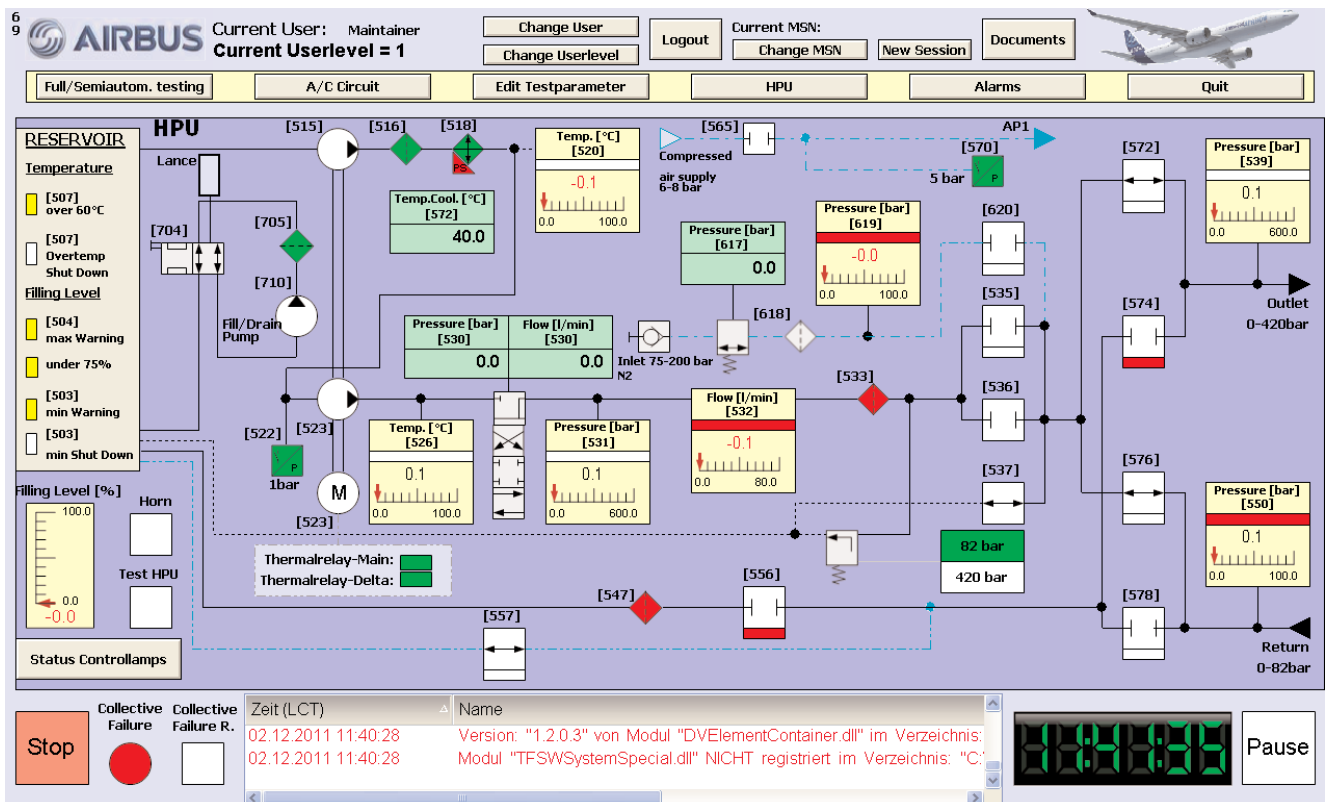 6
9
AIRBUS
Current User: Maintainer
Current Userlevel = 1
Change User
Change Userlevel
Logout
Current MSN:
Change MSN
New Session
Documents
Full/Semiautom. testing
A/C Circuit
Edit Testparameter
HPU
Alarms
Quit
RESERVOIR
Temperature
[507]
over 60°C
[507]
Overtemp
Shut Down
Filling Level
[504]
max Warning
under 75%
[503]
min Warning
[503]
min Shut Down
HPU
Lance
[704]
[705]
[710]
Fill/Drain
Pump
[515]
[516]
[518]
PS
Temp. [°C]
[520]
-0.1
0.0 100.0
Temp.Cool. [°C]
[572]
40.0
[565]
Compressed
air supply
6-8 bar
AP1
[570]
5 bar
P
[572]
Pressure [bar]
[539]
0.1
0.0 600.0
Pressure [bar]
[617]
0.0
Pressure [bar]
[619]
-0.0
0.0 100.0
[620]
[535]
[574]
Outlet
0-420bar
[618]
Inlet 75-200 bar
N2
Pressure [bar]
[530]
0.0
Flow [l/min]
[530]
0.0
[533]
[536]
[522]
P
1bar
[523]
M
[523]
Temp. [°C]
[526]
0.1
0.0 100.0
Pressure [bar]
[531]
0.1
0.0 600.0
Flow [l/min]
[532]
-0.1
0.0 80.0
[537]
[576]
Pressure [bar]
[550]
0.1
0.0 100.0
82 bar
420 bar
Filling Level [%]
100.0
0.0
-0.0
Horn
Test HPU
Thermalrelay-Main:
Thermalrelay-Delta:
[547]
[556]
[557]
[578]
Return
0-82bar
Status Controllamps
Stop
Collective
Failure
Collective
Failure R.
Zeit (LCT) Name
02.12.2011 11:40:28 Version: "1.2.0.3" von Modul "DVElementContainer.dll" im Verzeichnis:
02.12.2011 11:40:28 Modul "TFSWSystemSpecial.dll" NICHT registriert im Verzeichnis: "C:\
11:41:35
Pause